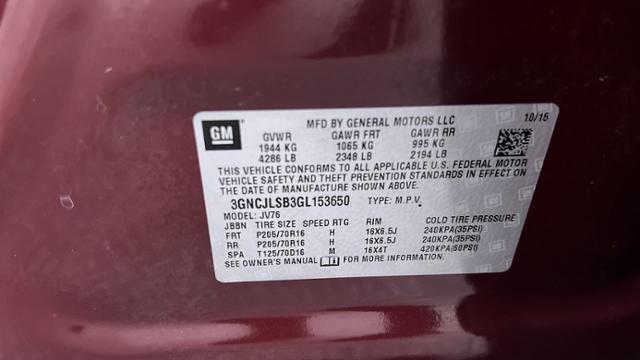 GM
MFD BY GENERAL MOTORS LLC 10/15
GVWR GAWR FRT GAWR RR
1944 KG 1065 KG 995 KG
4286 LB 2348 LB 2194 LB
THIS VEHICLE CONFORMS TO ALL APPLICABLE U.S. FEDERAL MOTOR
VEHICLE SAFETY AND THEFT PREVENTION STANDARDS IN EFFECT ON
THE DATE OF MANUFACTURE SHOWN ABOVE.
3GNCJLSB3GL153650 TYPE: M.P.V.
MODEL: JV76
JBBN TIRE SIZE SPEED RTG RIM COLD TIRE PRESSURE
FRT P205/70R16 H 16X6.5J 240KPA(35PSI)
RR P205/70R16 H 16X6.5J 240KPA(35PSI)
SPA T125/70D16 M 16X4T 420KPA(60PSI)
SEE OWNER'S MANUAL FOR MORE INFORMATION.